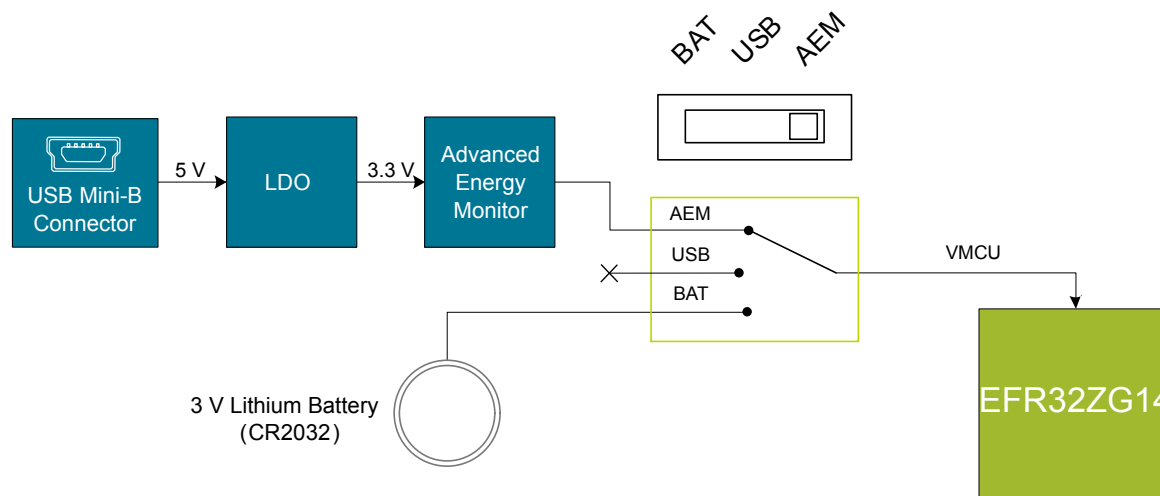 BAT
USB
AEM
USB Mini-B
Connector
5 V
LDO
3.3 V
Advanced
Energy
Monitor
AEM
USB
BAT
VMCU
3 V Lithium Battery
(CR2032)
EFR32ZG14